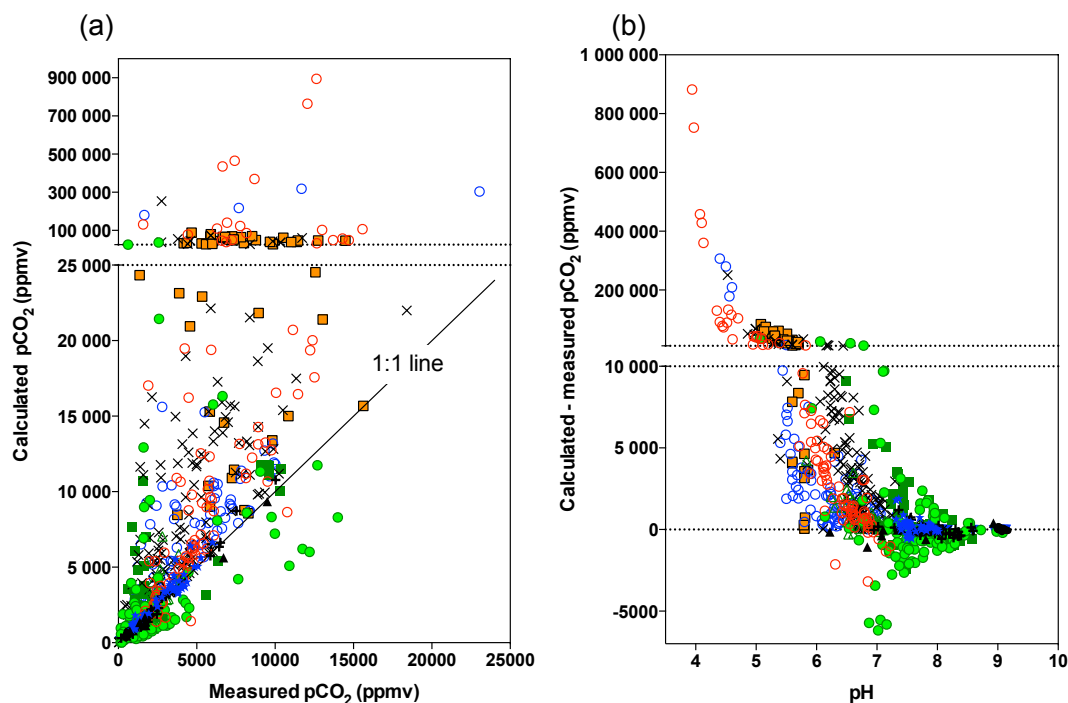 (a)
900 000
700 000
500 000
300 000
100 000
25 000
20 000
15 000
10 000
5 000
0
Calculated pCO₂ (ppmv)
1:1 line
0 5000 10000 15000 20000 25000
Measured pCO₂ (ppmv)
(b)
1 000 000
800 000
600 000
400 000
200 000
10 000
5 000
0
-5000
Calculated - measured pCO₂ (ppmv)
4 5 6 7 8 9 10
pH